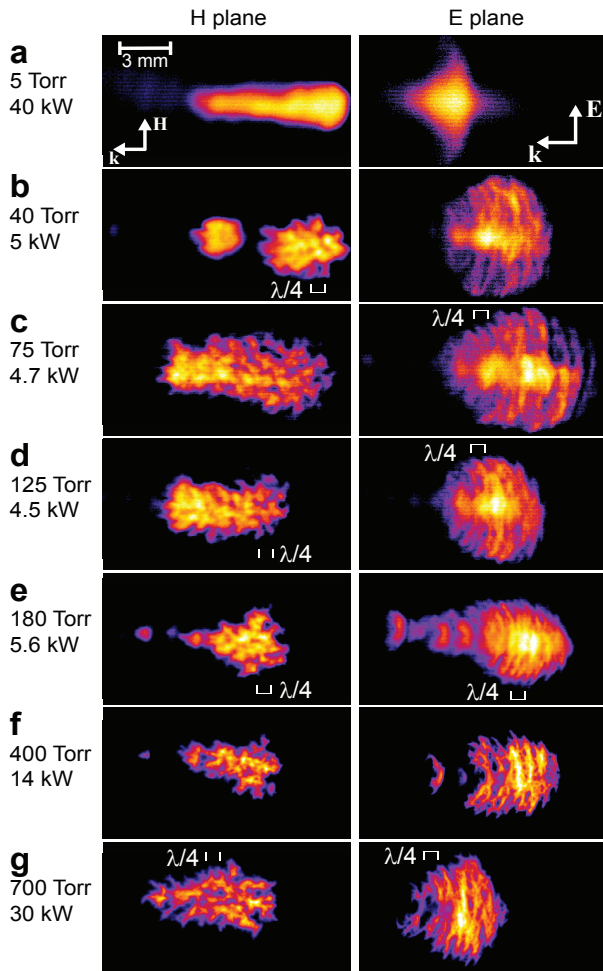 H plane
E plane
a
5 Torr
40 kW
3 mm
H
k
E
k
b
40 Torr
5 kW
λ/4
c
75 Torr
4.7 kW
λ/4
d
125 Torr
4.5 kW
λ/4
λ/4
e
180 Torr
5.6 kW
λ/4
λ/4
f
400 Torr
14 kW
g
700 Torr
30 kW
λ/4
λ/4